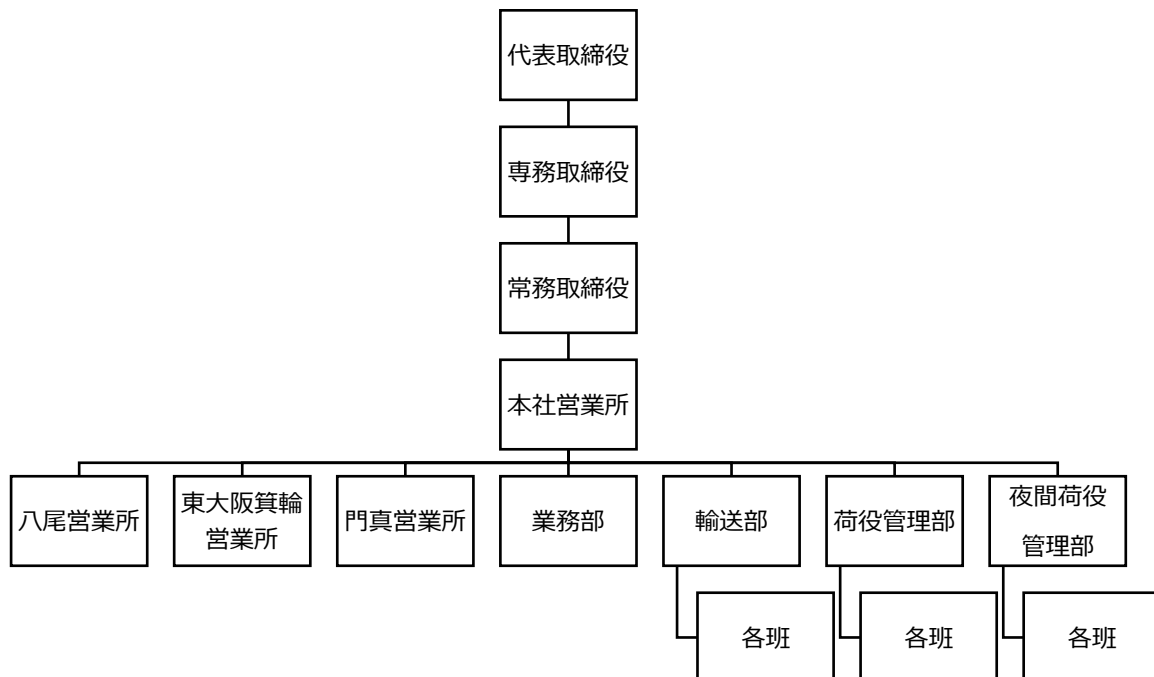 代表取締役
専務取締役
常務取締役
本社営業所
八尾営業所
東大阪箕輪
営業所
門真営業所
業務部
輸送部
荷役管理部
夜間荷役
管理部
各班
各班
各班